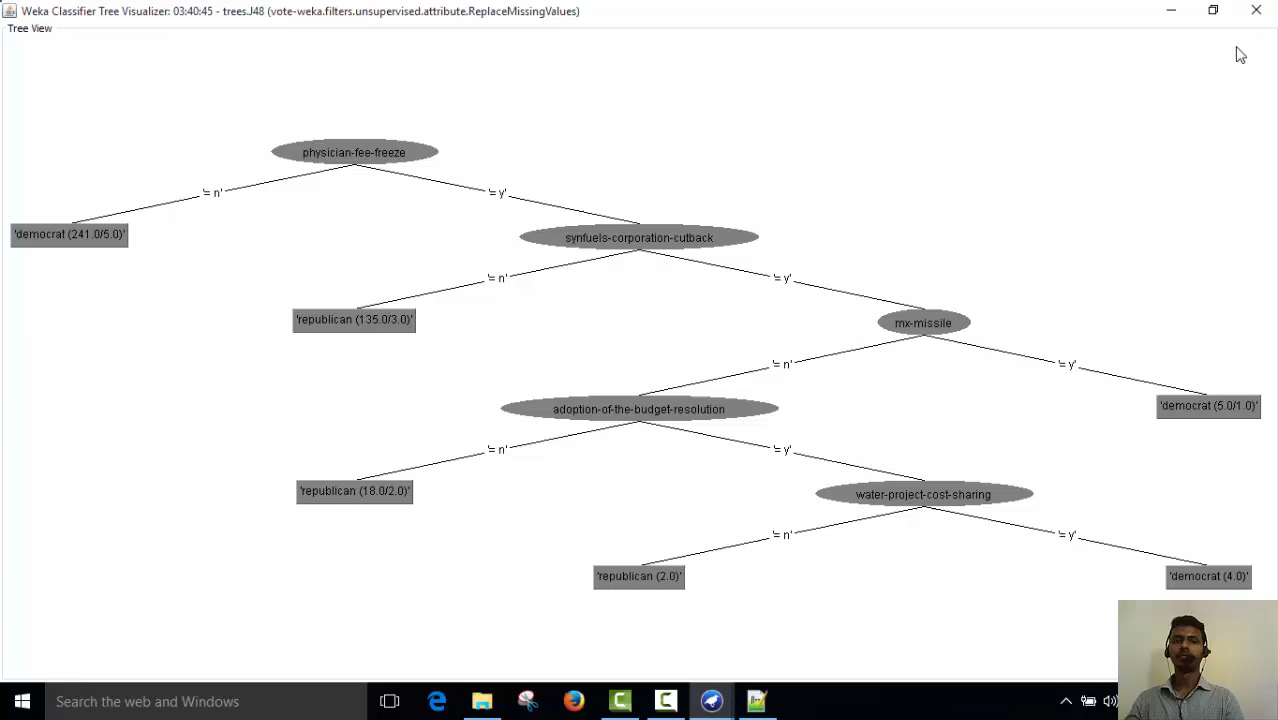 Weka Classifier Tree Visualizer: 03:40:45 - trees.J48 (vote-weka.filters.unsupervised.attribute.ReplaceMissingValues)
Tree View
physician-fee-freeze
'= n'
'= y'
'democrat (241.0/5.0)'
synfuels-corporation-cutback
'= n'
'= y'
'republican (135.0/3.0)'
mx-missile
'= n'
'= y'
adoption-of-the-budget-resolution
'democrat (5.0/1.0)'
'= n'
'= y'
'republican (18.0/2.0)'
water-project-cost-sharing
'= n'
'= y'
'republican (2.0)'
'democrat (4.0)'
Search the web and Windows